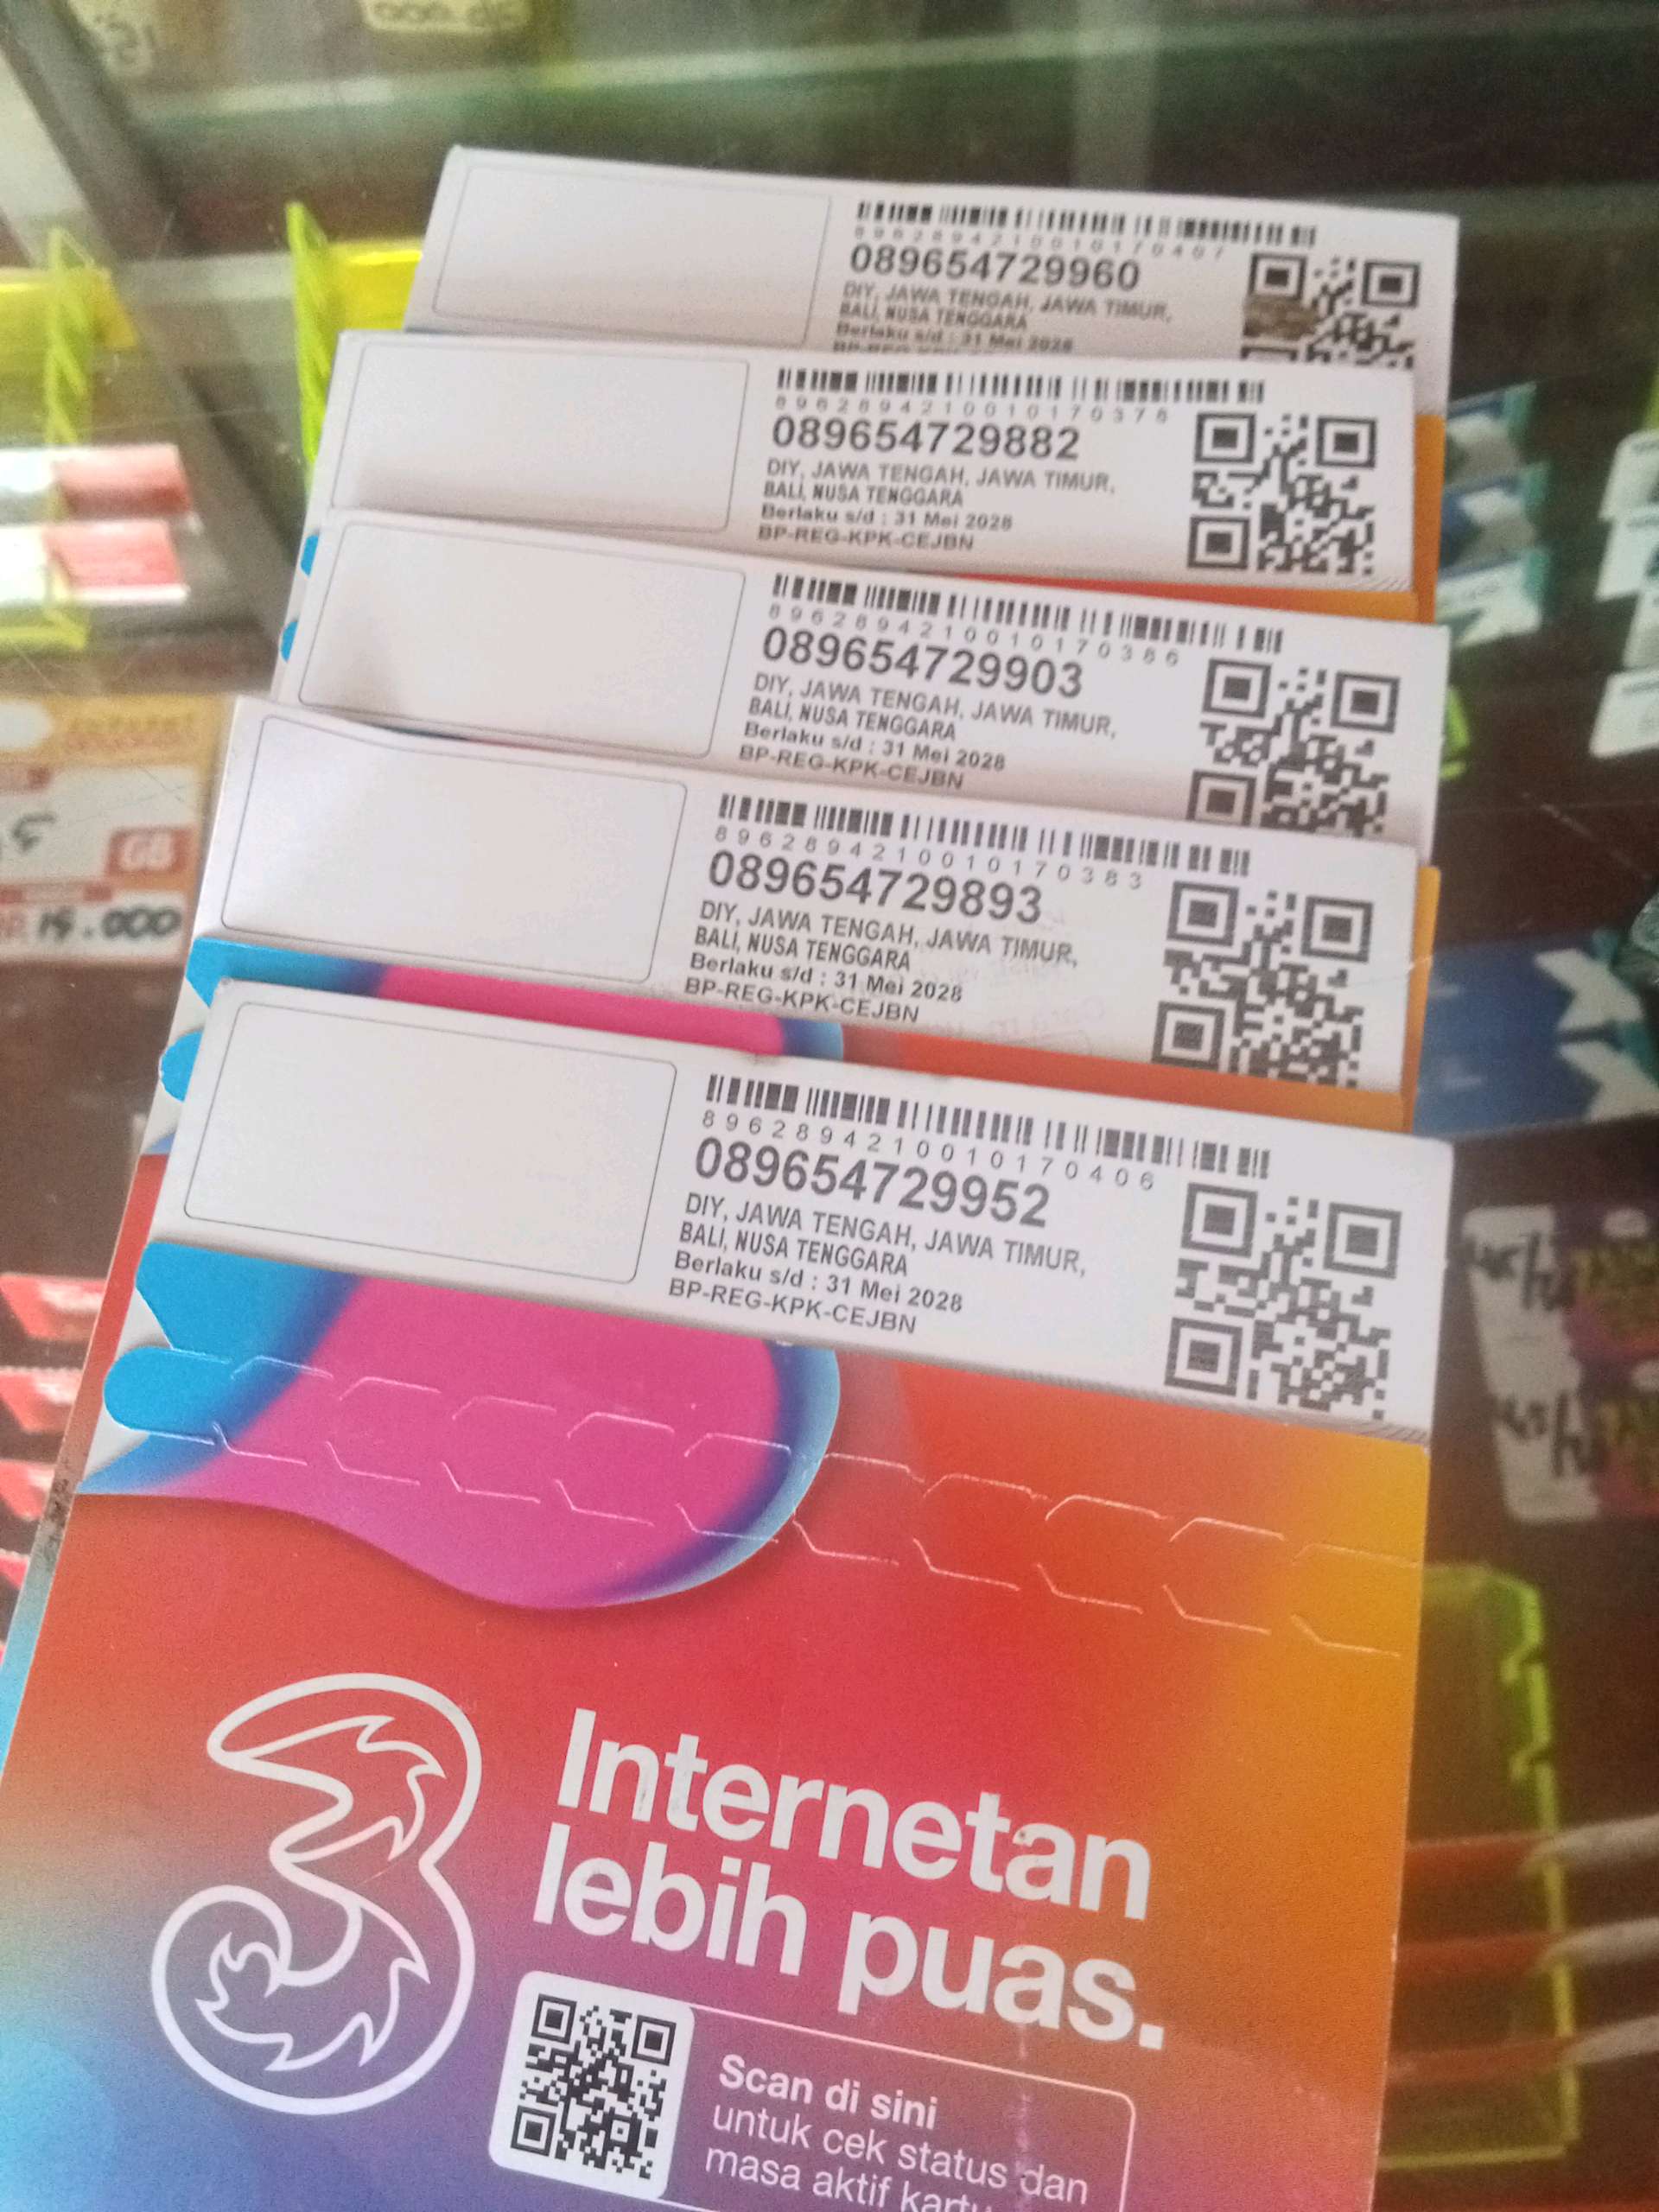 8962894210010170407
089654729960
DIY, JAWA TENGAH, JAWA TIMUR,
BALI, NUSA TENGGARA
Berlaku s/d : 31 Mei 2028
8962894210010170378
089654729882
DIY, JAWA TENGAH, JAWA TIMUR,
BALI, NUSA TENGGARA
Berlaku s/d : 31 Mei 2028
BP-REG-KPK-CEJBN
8962894210010170386
089654729903
DIY, JAWA TENGAH, JAWA TIMUR,
BALI, NUSA TENGGARA
Berlaku s/d : 31 Mei 2028
BP-REG-KPK-CEJBN
GB
15.000
8962894210010170383
089654729893
DIY, JAWA TENGAH, JAWA TIMUR,
BALI, NUSA TENGGARA
Berlaku s/d : 31 Mei 2028
BP-REG-KPK-CEJBN
8962894210010170406
089654729952
DIY, JAWA TENGAH, JAWA TIMUR,
BALI, NUSA TENGGARA
Berlaku s/d : 31 Mei 2028
BP-REG-KPK-CEJBN
3
Internetan
lebih puas.
Scan di sini
untuk cek status dan
masa aktif kartu